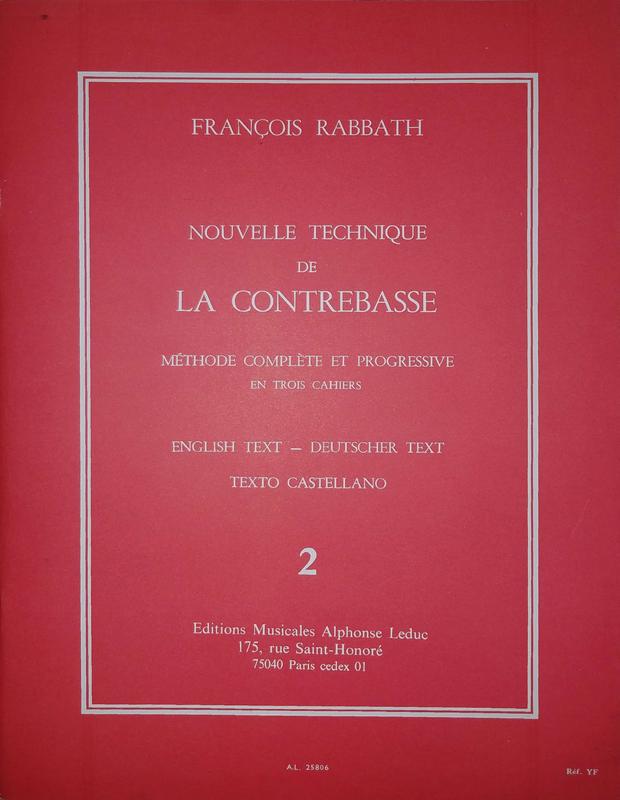 FRANÇOIS RABBATH
NOUVELLE TECHNIQUE
DE
LA CONTREBASSE
MÉTHODE COMPLÈTE ET PROGRESSIVE
EN TROIS CAHIERS
ENGLISH TEXT – DEUTSCHER TEXT
TEXTO CASTELLANO
2
Editions Musicales Alphonse Leduc
175, rue Saint-Honoré
75040 Paris cedex 01
A.L. 25806
Réf. YF